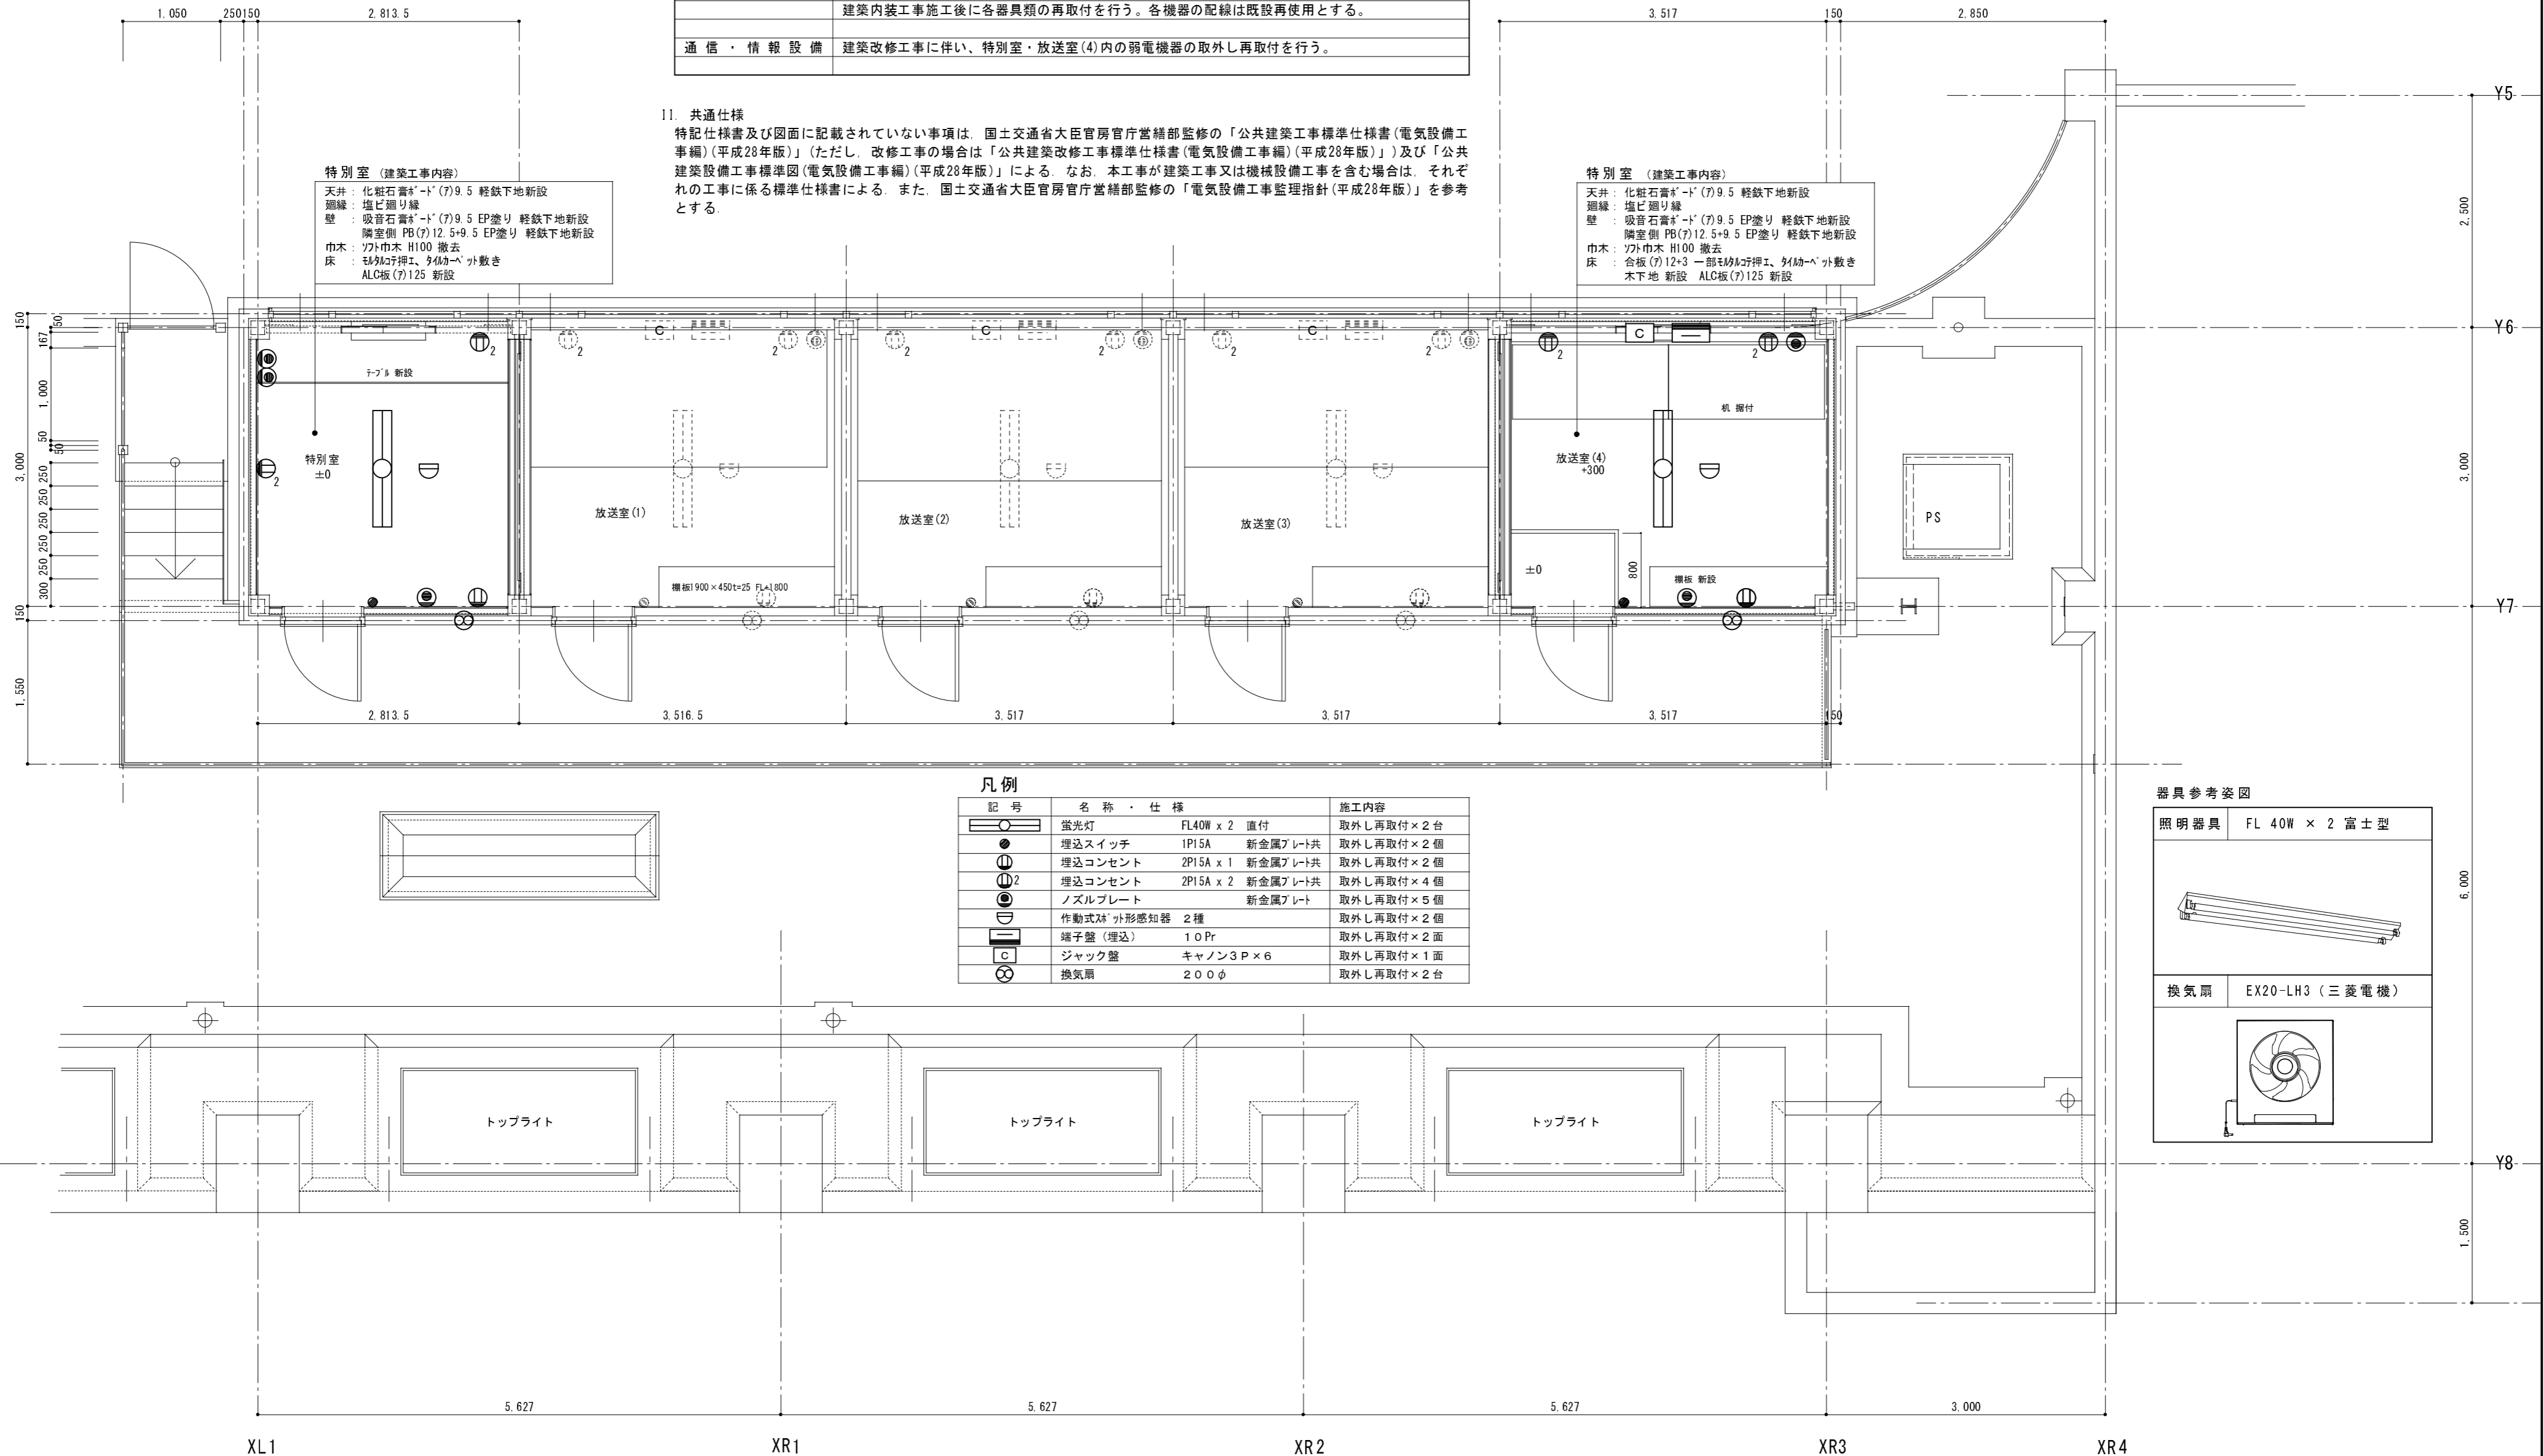 1.050
250
150
2.813.5
建築内装工事施工後に各器具類の再取付を行う。各機器の配線は既設再使用とする。
通信・情報設備 建築改修工事に伴い、特別室・放送室(4)内の弱電機器の取外し再取付を行う。
3.517
150
2.850
11. 共通仕様
特記仕様書及び図面に記載されていない事項は、国土交通省大臣官房官庁営繕部監修の「公共建築工事標準仕様書(電気設備工
事編)(平成28年版)」(ただし、改修工事の場合は「公共建築改修工事標準仕様書(電気設備工事編)(平成28年版)」)及び「公共
建築設備工事標準図(電気設備工事編)(平成28年版)」による。なお、本工事が建築工事又は機械設備工事を含む場合は、それぞ
れの工事に係る標準仕様書による。また、国土交通省大臣官房官庁営繕部監修の「電気設備工事監理指針(平成28年版)」を参考
とする。
特別室 (建築工事内容)
天井: 化粧石膏ボード(ア)9.5 軽鉄下地新設
廻縁: 塩ビ廻り縁
壁 : 吸音石膏ボード(ア)9.5 EP塗り 軽鉄下地新設
隣室側 PB(ア)12.5+9.5 EP塗り 軽鉄下地新設
巾木: ソフト巾木 H100 撤去
床 : モルタルコテ押エ、タイルカーペット敷き
ALC板(ア)125 新設
特別室 (建築工事内容)
天井: 化粧石膏ボード(ア)9.5 軽鉄下地新設
廻縁: 塩ビ廻り縁
壁 : 吸音石膏ボード(ア)9.5 EP塗り 軽鉄下地新設
隣室側 PB(ア)12.5+9.5 EP塗り 軽鉄下地新設
巾木: ソフト巾木 H100 撤去
床 : 合板(ア)12+3 一部モルタルコテ押エ、タイルカーペット敷き
木下地 新設 ALC板(ア)125 新設
Y5
2.500
Y6
3.000
Y7
6.000
Y8
1.500
150
50
167
1.000
50
50
3.000
250
250
250
250
250
300
150
1.550
2
テーブル 新設
特別室
±0
2
2
2
C
放送室(1)
棚板1900×450t=25 FL+1800
2
2
C
放送室(2)
2
2
C
放送室(3)
2
C
2
机 据付
放送室(4)
+300
±0
800
棚板 新設
PS
2.813.5
3.516.5
3.517
3.517
3.517
150
凡例
記 号 名 称 ・ 仕 様 施工内容
蛍光灯 FL40W x 2 直付 取外し再取付×2台
埋込スイッチ 1P15A 新金属プレート共 取外し再取付×2個
埋込コンセント 2P15A x 1 新金属プレート共 取外し再取付×2個
2 埋込コンセント 2P15A x 2 新金属プレート共 取外し再取付×4個
ノズルプレート 新金属プレート 取外し再取付×5個
作動式スポット形感知器 2種 取外し再取付×2個
端子盤(埋込) 10Pr 取外し再取付×2面
C ジャック盤 キャノン3P×6 取外し再取付×1面
換気扇 200φ 取外し再取付×2台
器具参考姿図
照明器具 FL 40W × 2 富士型
換気扇 EX20-LH3(三菱電機)
トップライト
トップライト
トップライト
5.627
5.627
5.627
3.000
XL1
XR1
XR2
XR3
XR4